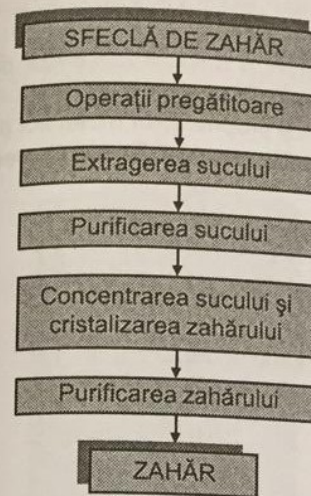 SFECLĂ DE ZAHĂR
Operații pregătitoare
Extragerea sucului
Purificarea sucului
Concentrarea sucului și
cristalizarea zahărului
Purificarea zahărului
ZAHĂR